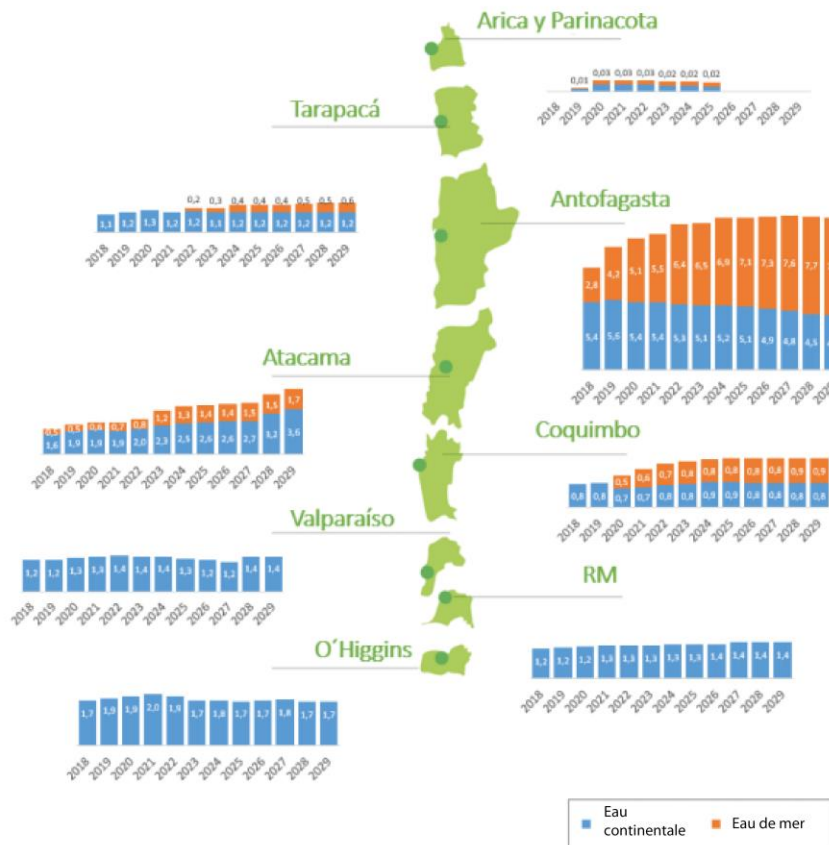 Arica y Parinacota
0,01 0,03 0,03 0,03 0,02 0,02 0,02
2018 2019 2020 2021 2022 2023 2024 2025 2026 2027 2028 2029
Tarapacá
0,2 0,3 0,4 0,4 0,4 0,5 0,5 0,6
1,1 1,2 1,3 1,2 1,2 1,1 1,2 1,2 1,2 1,2 1,2 1,2
2018 2019 2020 2021 2022 2023 2024 2025 2026 2027 2028 2029
Antofagasta
2,8 4,2 5,1 5,5 6,4 6,5 6,9 7,1 7,3 7,6 7,7
5,4 5,6 5,4 5,4 5,3 5,1 5,2 5,1 4,9 4,8 4,5
2018 2019 2020 2021 2022 2023 2024 2025 2026 2027 2028
Atacama
0,5 0,5 0,6 0,7 0,8 1,2 1,3 1,4 1,4 1,5 1,5 1,7
1,6 1,9 1,9 1,9 2,0 2,3 2,5 2,6 2,6 2,7 3,2 3,6
2018 2019 2020 2021 2022 2023 2024 2025 2026 2027 2028 2029
Coquimbo
0,5 0,6 0,7 0,8 0,8 0,8 0,8 0,8 0,9 0,9
0,8 0,8 0,7 0,7 0,8 0,8 0,9 0,9 0,8 0,8 0,8 0,8
2018 2019 2020 2021 2022 2023 2024 2025 2026 2027 2028 2029
Valparaíso
1,2 1,2 1,3 1,3 1,4 1,4 1,4 1,3 1,2 1,2 1,4 1,4
2018 2019 2020 2021 2022 2023 2024 2025 2026 2027 2028 2029
RM
1,2 1,2 1,2 1,3 1,3 1,3 1,3 1,3 1,4 1,4 1,4 1,4
2018 2019 2020 2021 2022 2023 2024 2025 2026 2027 2028 2029
O´Higgins
1,7 1,9 1,9 2,0 1,9 1,7 1,8 1,7 1,7 1,8 1,7 1,7
2018 2019 2020 2021 2022 2023 2024 2025 2026 2027 2028 2029
Eau
continentale
Eau de mer